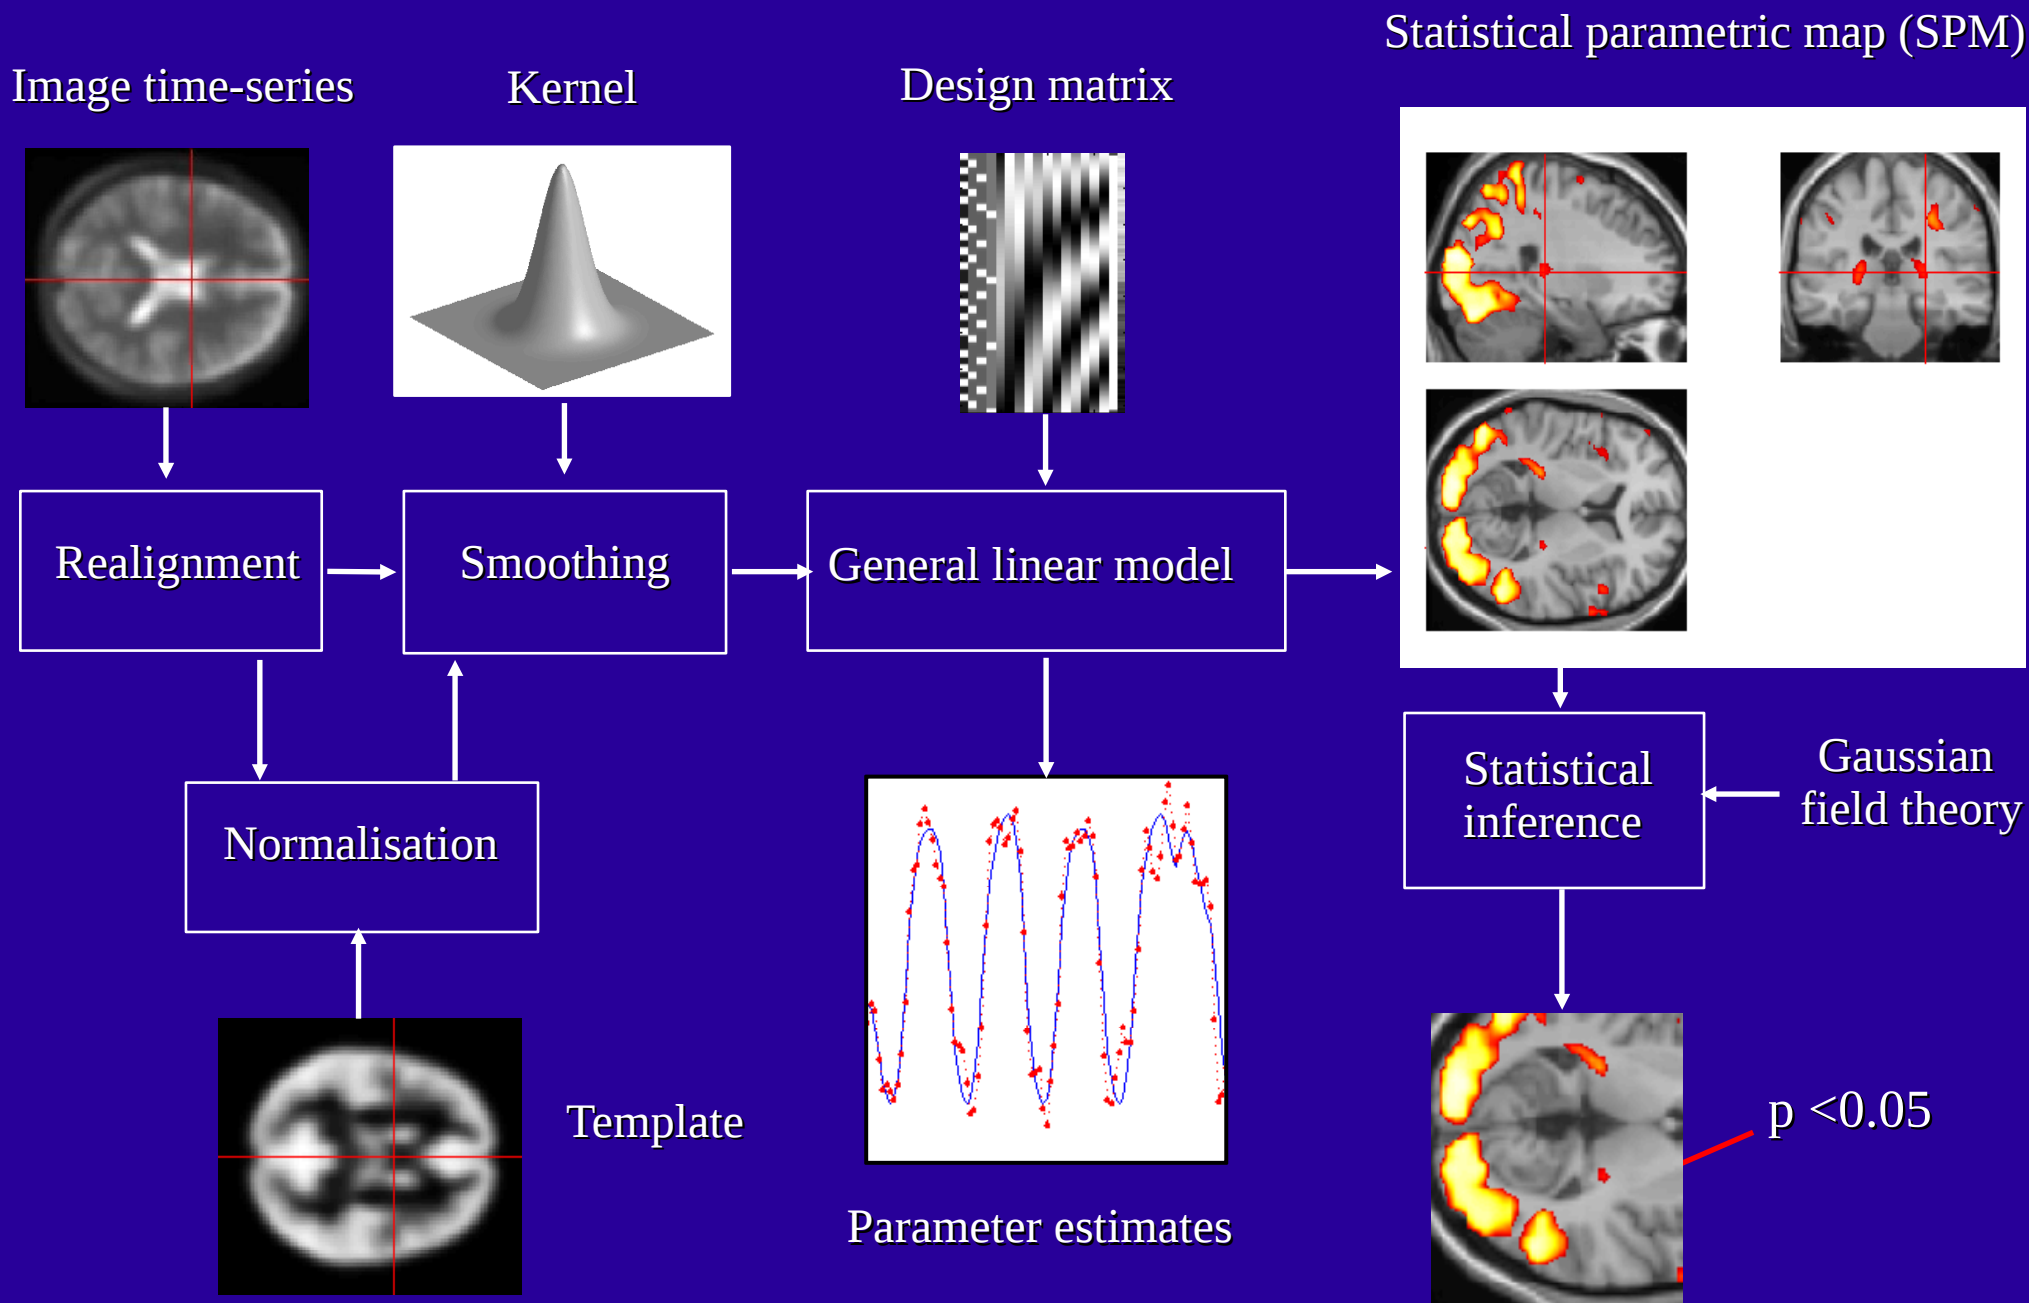 Statistical parametric map (SPM)
Image time-series
Kernel
Design matrix
Realignment
Smoothing
General linear model
Statistical
inference
Gaussian
field theory
Normalisation
Template
p <0.05
Parameter estimates